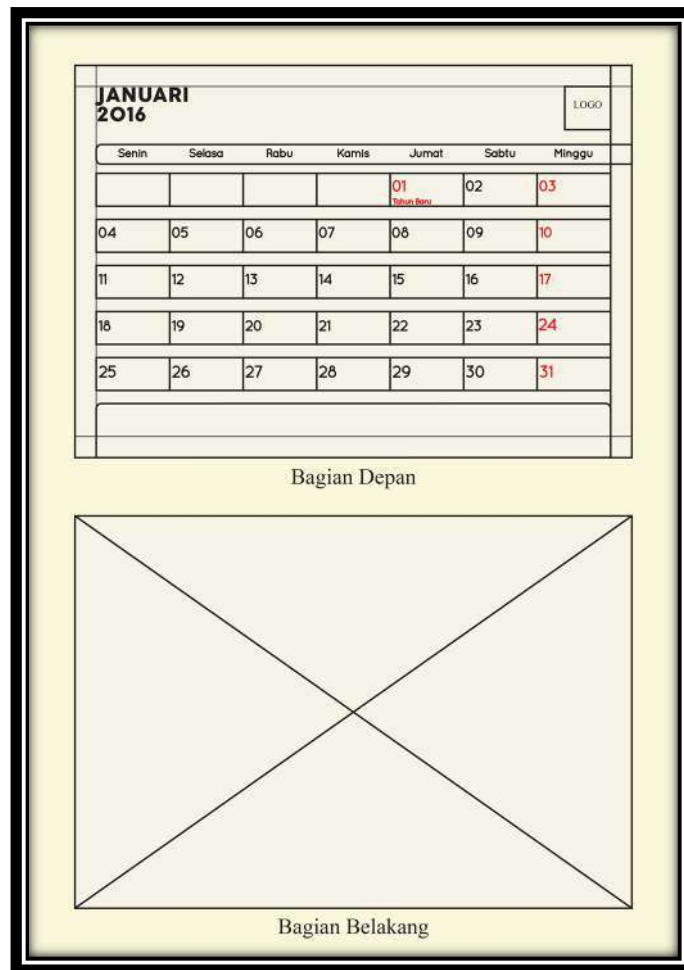 JANUARI
2016
LOGO
Senin Selasa Rabu Kamis Jumat Sabtu Minggu
01 02 03
Tahun Baru
04 05 06 07 08 09 10
11 12 13 14 15 16 17
18 19 20 21 22 23 24
25 26 27 28 29 30 31
Bagian Depan
Bagian Belakang